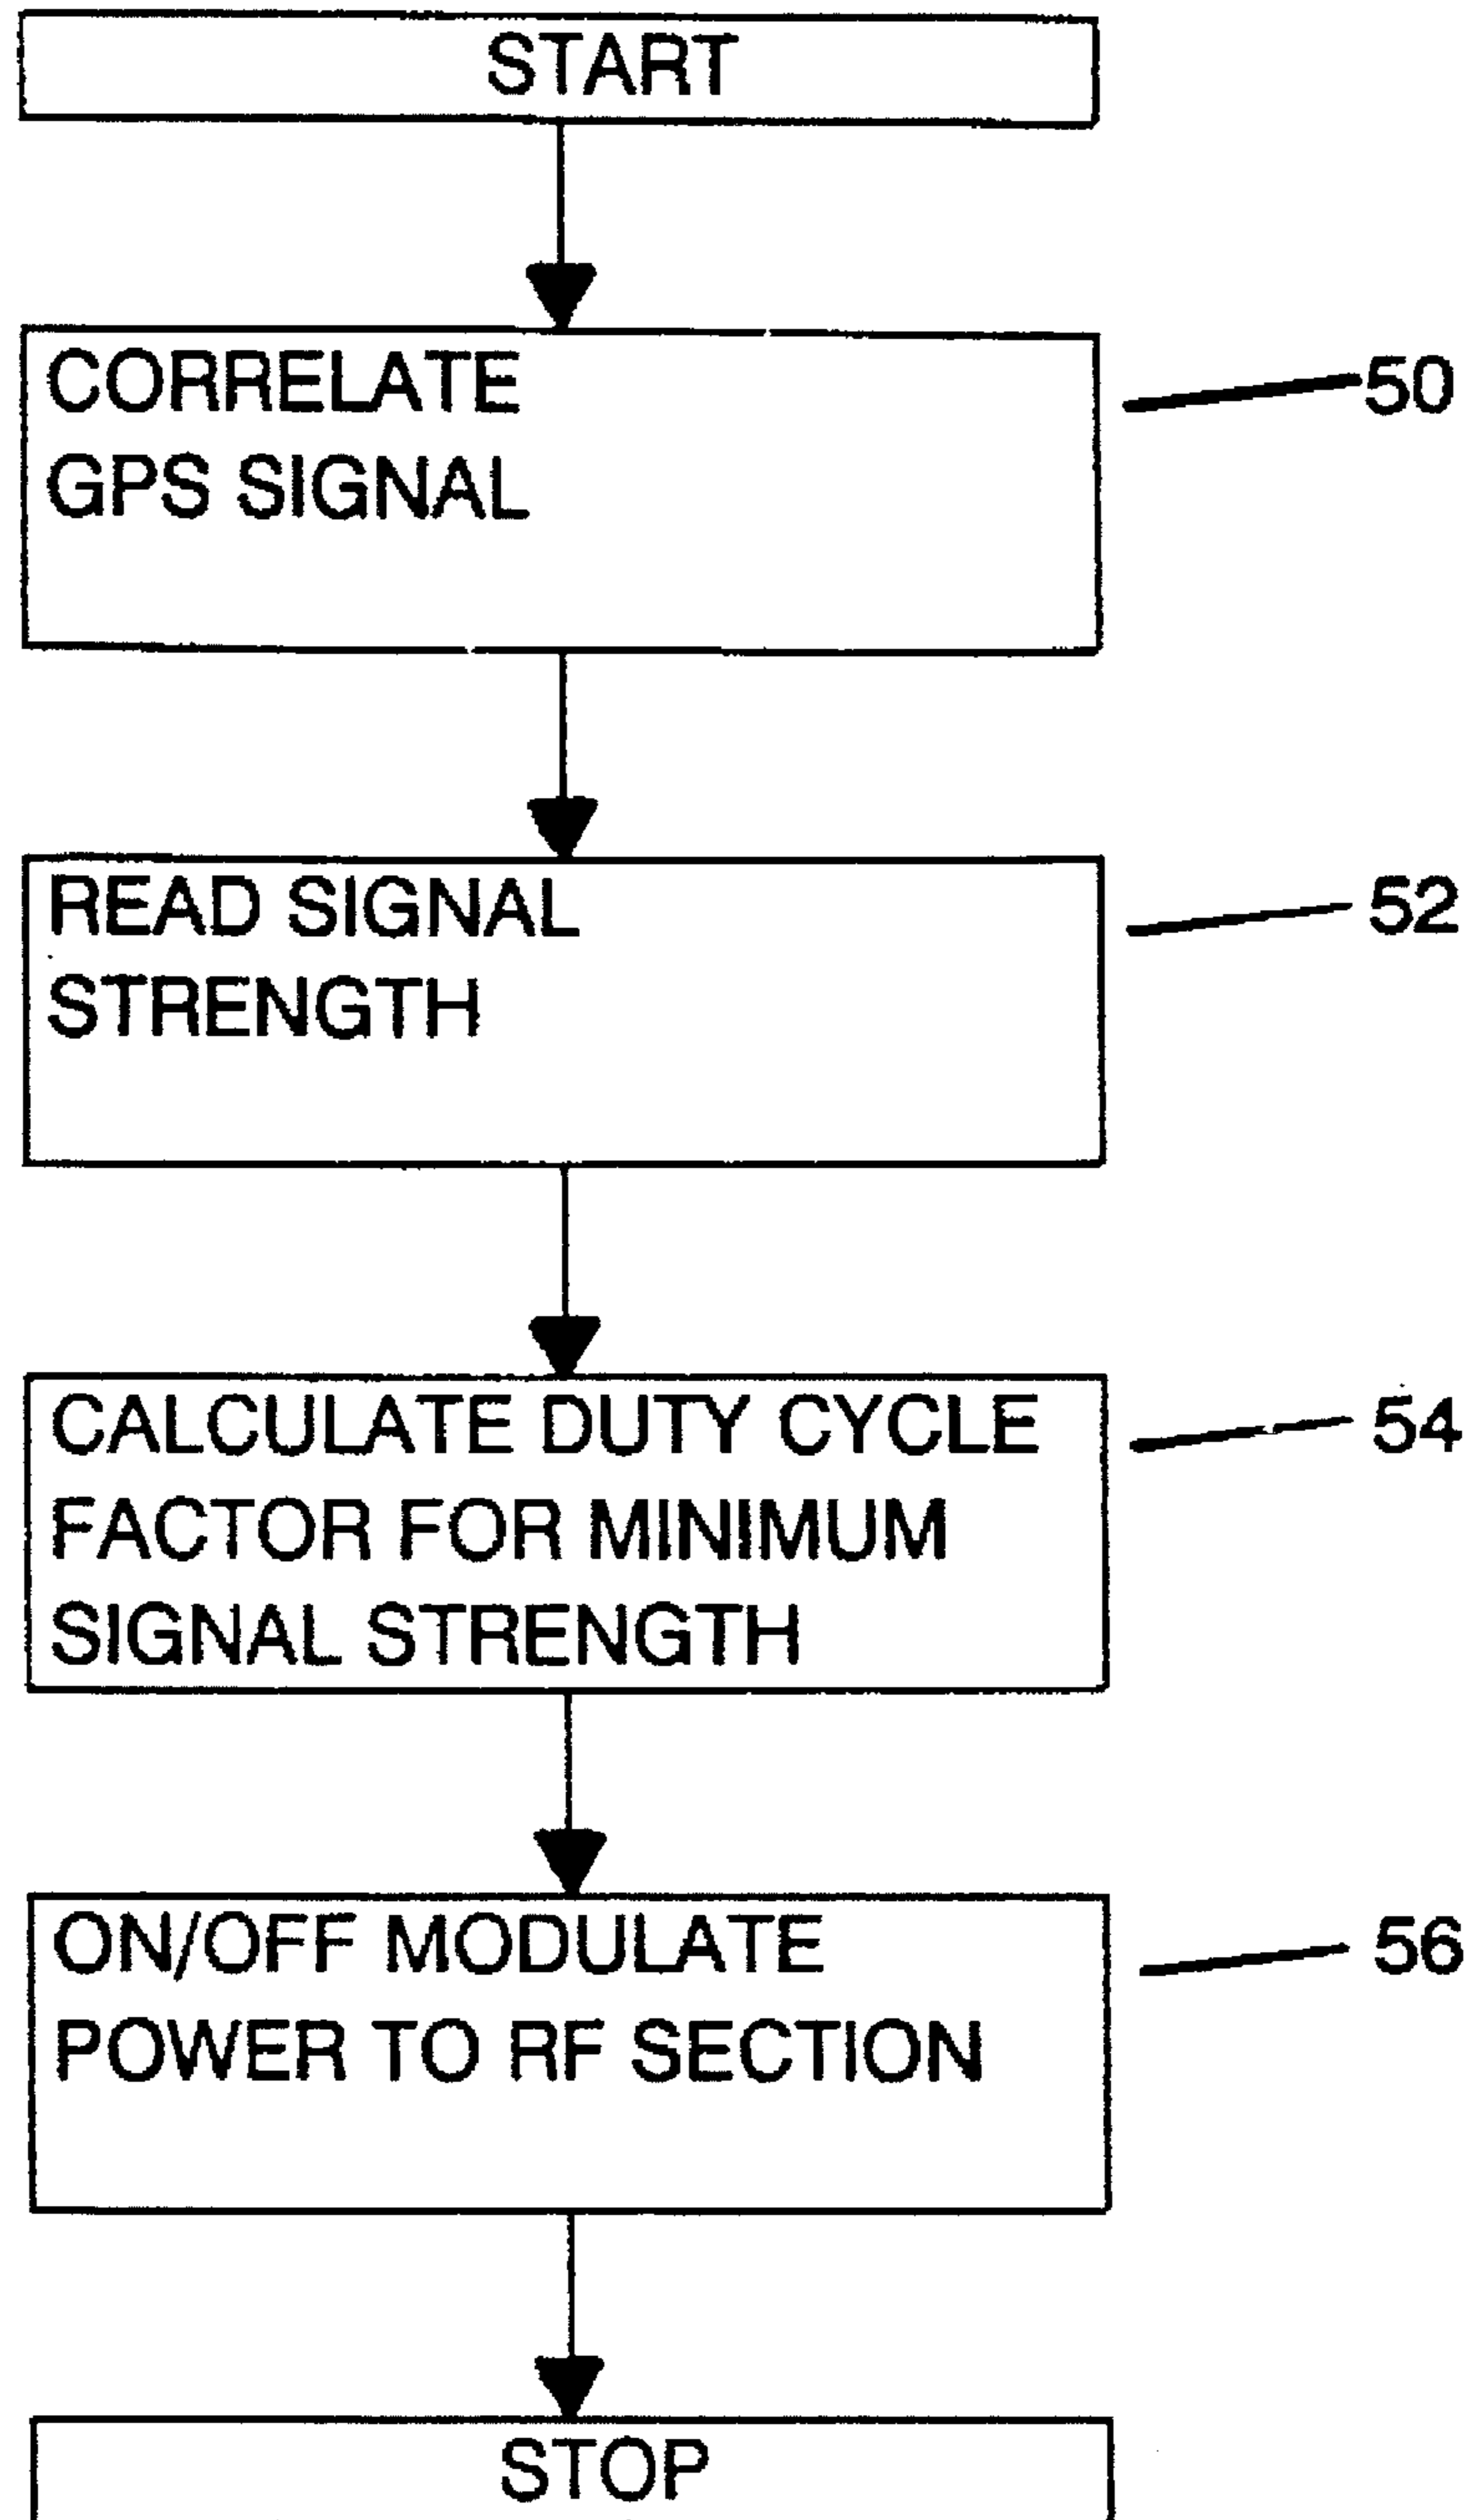 START
CORRELATE
GPS SIGNAL
50
READ SIGNAL
STRENGTH
52
CALCULATE DUTY CYCLE
FACTOR FOR MINIMUM
SIGNAL STRENGTH
54
ON/OFF MODULATE
POWER TO RF SECTION
56
STOP